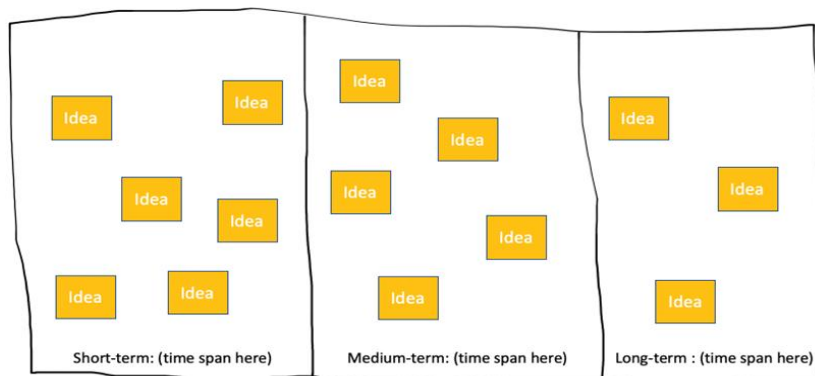 Idea
Idea
Idea
Idea
Idea
Idea
Short-term: (time span here)
Idea
Idea
Idea
Idea
Idea
Medium-term: (time span here)
Idea
Idea
Idea
Long-term : (time span here)